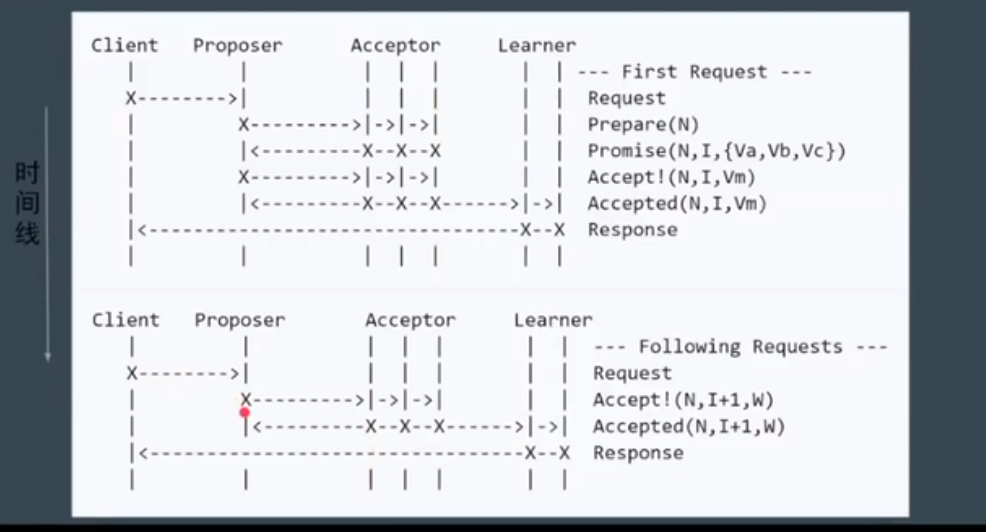 Client Proposer Acceptor Learner
--- First Request ---
X-------->| Request
X--------->|->|->| Prepare(N)
|<---------X--X--X Promise(N,I,{Va,Vb,Vc})
X--------->|->|->| Accept!(N,I,Vm)
|<---------X--X--X------>|->| Accepted(N,I,Vm)
|<---------------------------------X--X Response
时间线
Client Proposer Acceptor Learner
--- Following Requests ---
X-------->| Request
X--------->|->|->| Accept!(N,I+1,W)
|<---------X--X--X------>|->| Accepted(N,I+1,W)
|<---------------------------------X--X Response